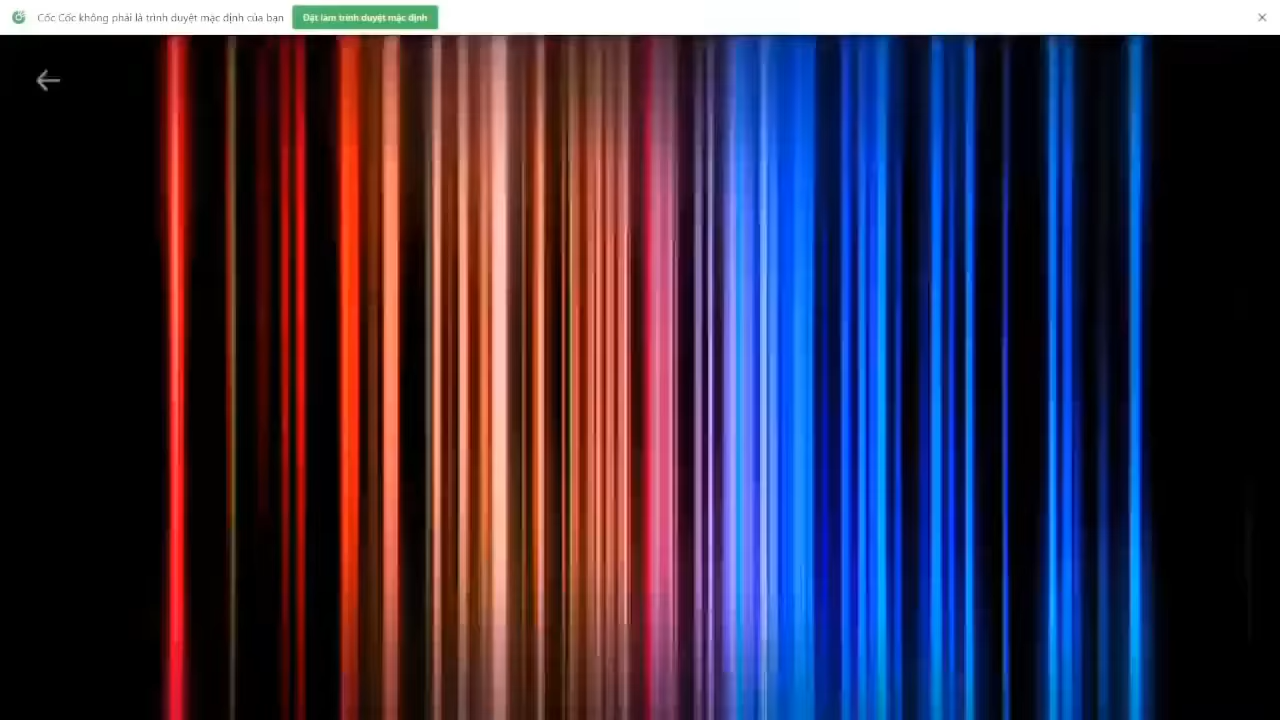 Cốc Cốc không phải là trình duyệt mặc định của bạn
Đặt làm trình duyệt mặc định